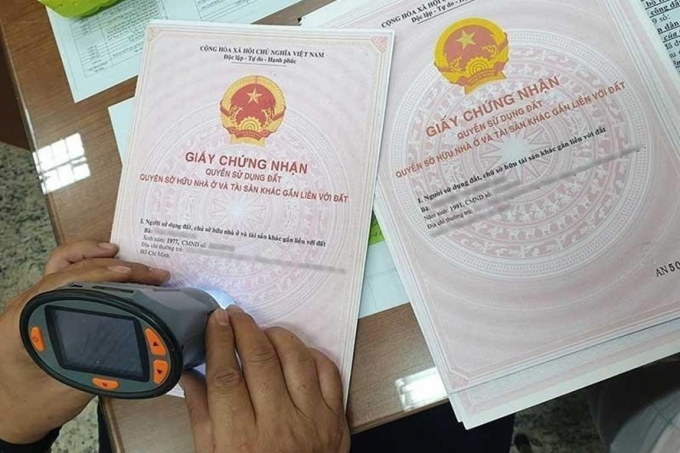 CỘNG HÒA XÃ HỘI CHỦ NGHĨA VIỆT NAM
Độc lập - Tự do - Hạnh phúc
GIẤY CHỨNG NHẬN
QUYỀN SỬ DỤNG ĐẤT
QUYỀN SỞ HỮU NHÀ Ở VÀ TÀI SẢN KHÁC GẮN LIỀN VỚI ĐẤT
I. Người sử dụng đất, chủ sở hữu nhà ở và tài sản khác gắn liền với đất
Bà:
Sinh năm: 1977, CMND số:
Địa chỉ thường trú:
Hồ Chí Minh
CỘNG HÒA XÃ HỘI CHỦ NGHĨA VIỆT NAM
Độc lập - Tự do - Hạnh phúc
GIẤY CHỨNG NHẬN
QUYỀN SỬ DỤNG ĐẤT
QUYỀN SỞ HỮU NHÀ Ở VÀ TÀI SẢN KHÁC GẮN LIỀN VỚI ĐẤT
I. Người sử dụng đất, chủ sở hữu nhà ở và tài sản khác gắn liền với đất
Bà:
Năm sinh: 1993, CMND số:
Địa chỉ thường trú:
AN 50